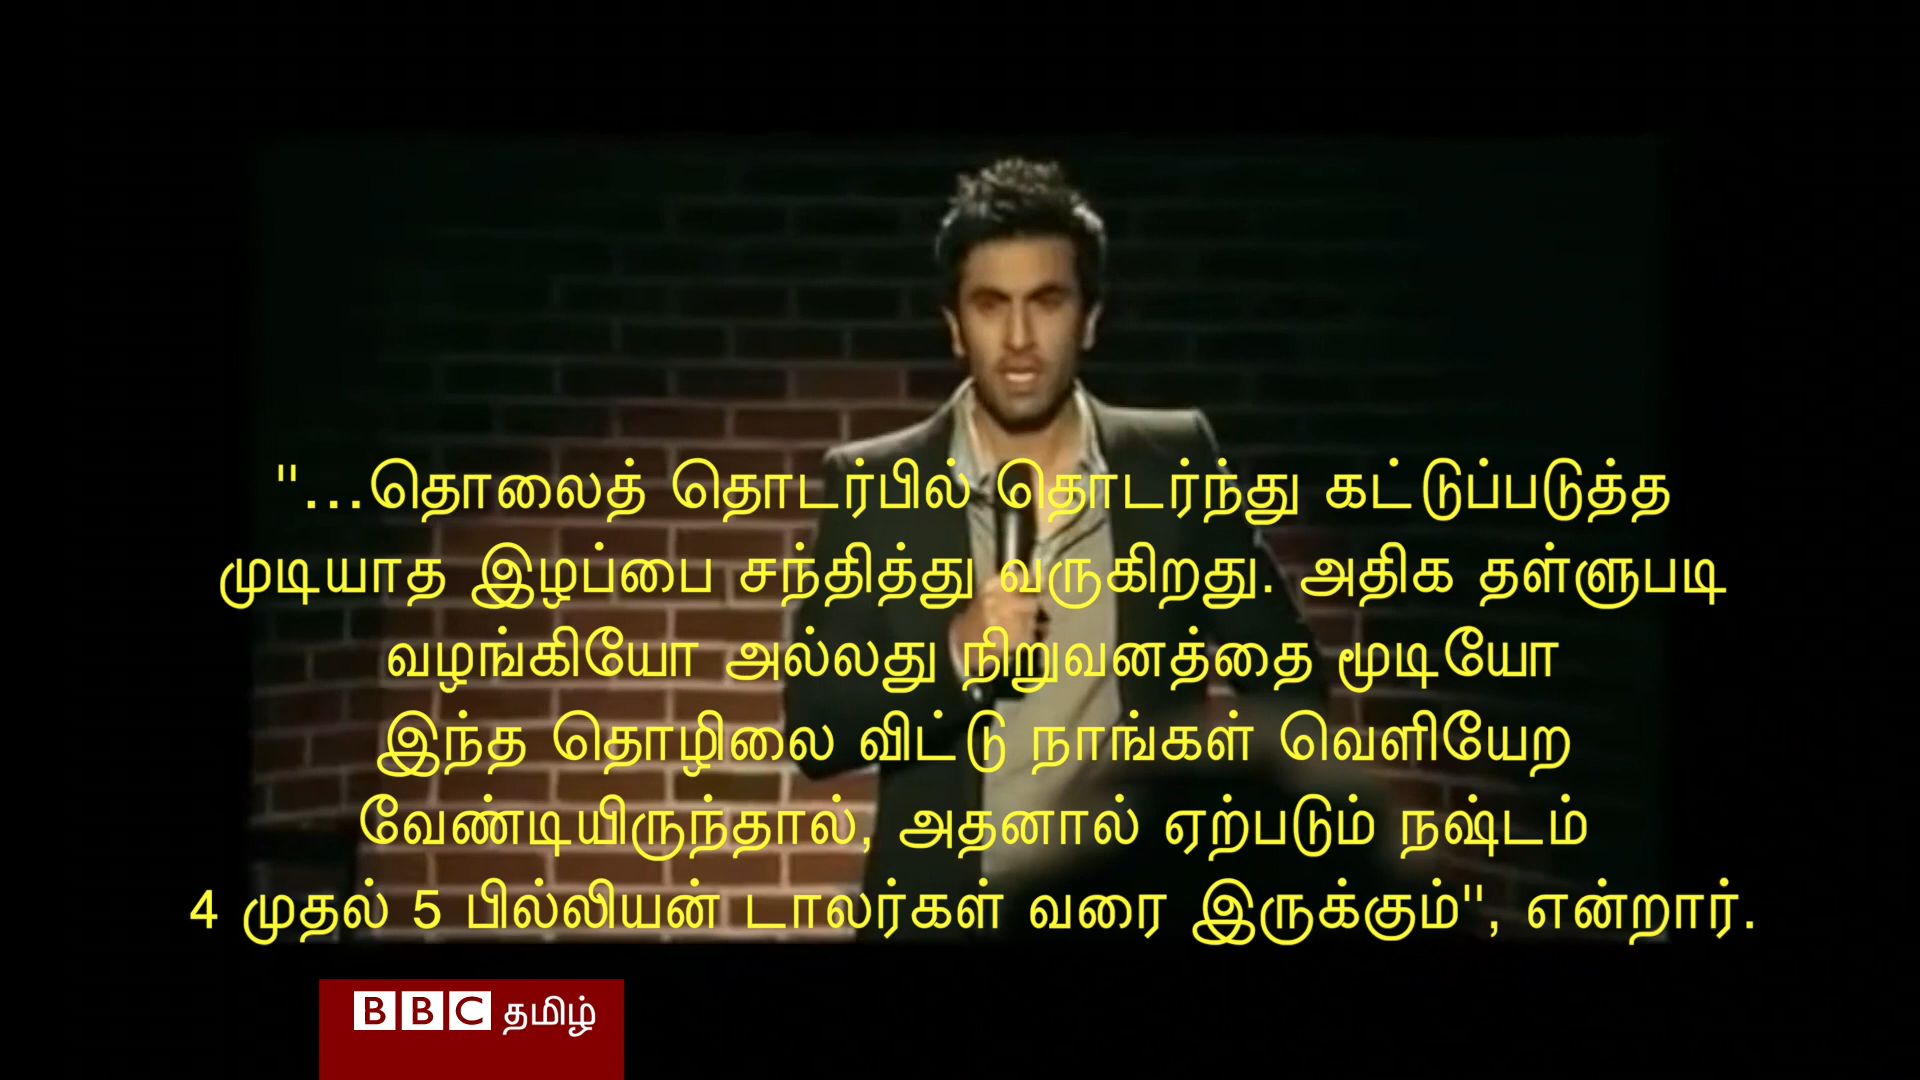 "...தொலைத் தொடர்பில் தொடர்ந்து கட்டுப்படுத்த
முடியாத இழப்பை சந்தித்து வருகிறது. அதிக தள்ளுபடி
வழங்கியோ அல்லது நிறுவனத்தை மூடியோ
இந்த தொழிலை விட்டு நாங்கள் வெளியேற
வேண்டியிருந்தால், அதனால் ஏற்படும் நஷ்டம்
4 முதல் 5 பில்லியன் டாலர்கள் வரை இருக்கும்", என்றார்.
BBC தமிழ்